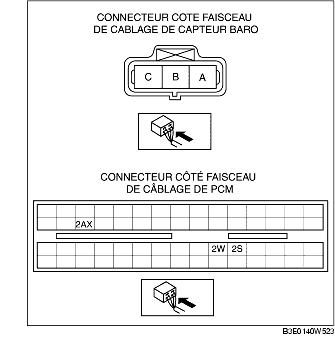 CONNECTEUR COTE FAISCEAU
DE CABLAGE DE CAPTEUR BARO
C B A
CONNECTEUR CÔTÉ FAISCEAU
DE CÂBLAGE DE PCM
2AX
2W 2S
B3E0140W523